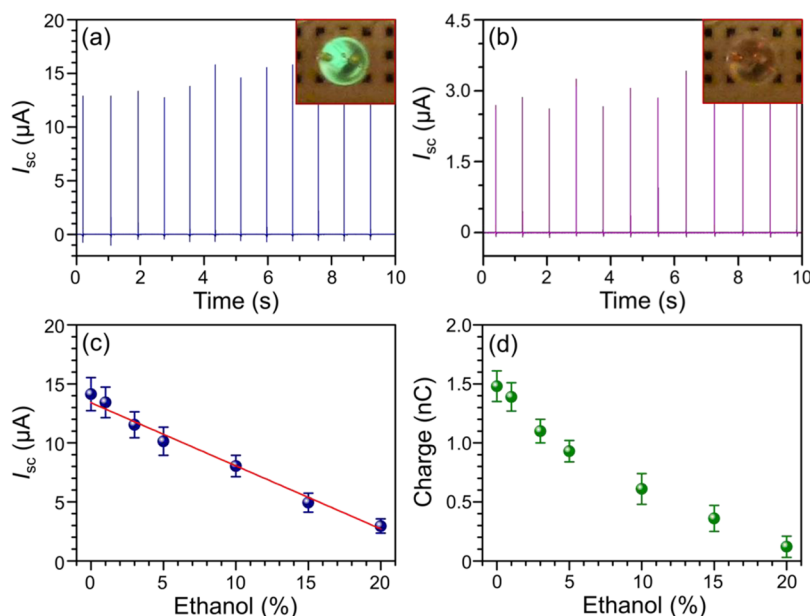 (a)
20
15
10
5
0
I_sc (μA)
0 2 4 6 8 10
Time (s)
(b)
4.5
3.0
1.5
0
I_sc (μA)
0 2 4 6 8 10
Time (s)
(c)
20
15
10
5
0
I_sc (μA)
0 5 10 15 20
Ethanol (%)
(d)
2.0
1.5
1.0
0.5
0.0
Charge (nC)
0 5 10 15 20
Ethanol (%)